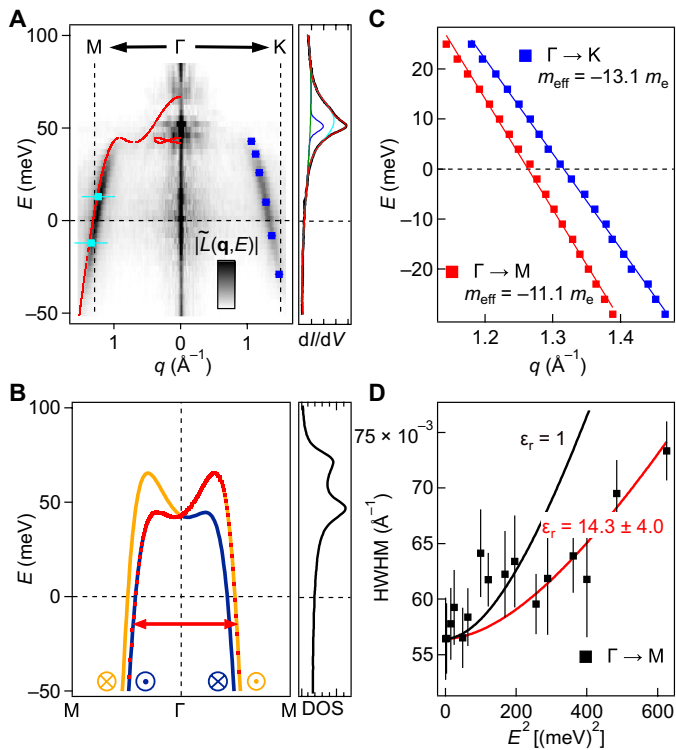 A
M
Γ
K
100
50
0
−50
E (meV)
|L̃(q,E)|
1
0
1
q (Å⁻¹)
dI/dV
C
Γ → K
m_eff = −13.1 m_e
20
10
0
−10
−20
E (meV)
Γ → M
m_eff = −11.1 m_e
1.2
1.3
1.4
q (Å⁻¹)
B
100
50
0
−50
E (meV)
M
Γ
M
DOS
D
75 × 10⁻³
70
65
60
55
HWHM (Å⁻¹)
ε_r = 1
ε_r = 14.3 ± 4.0
Γ → M
0
200
400
600
E² [(meV)²]